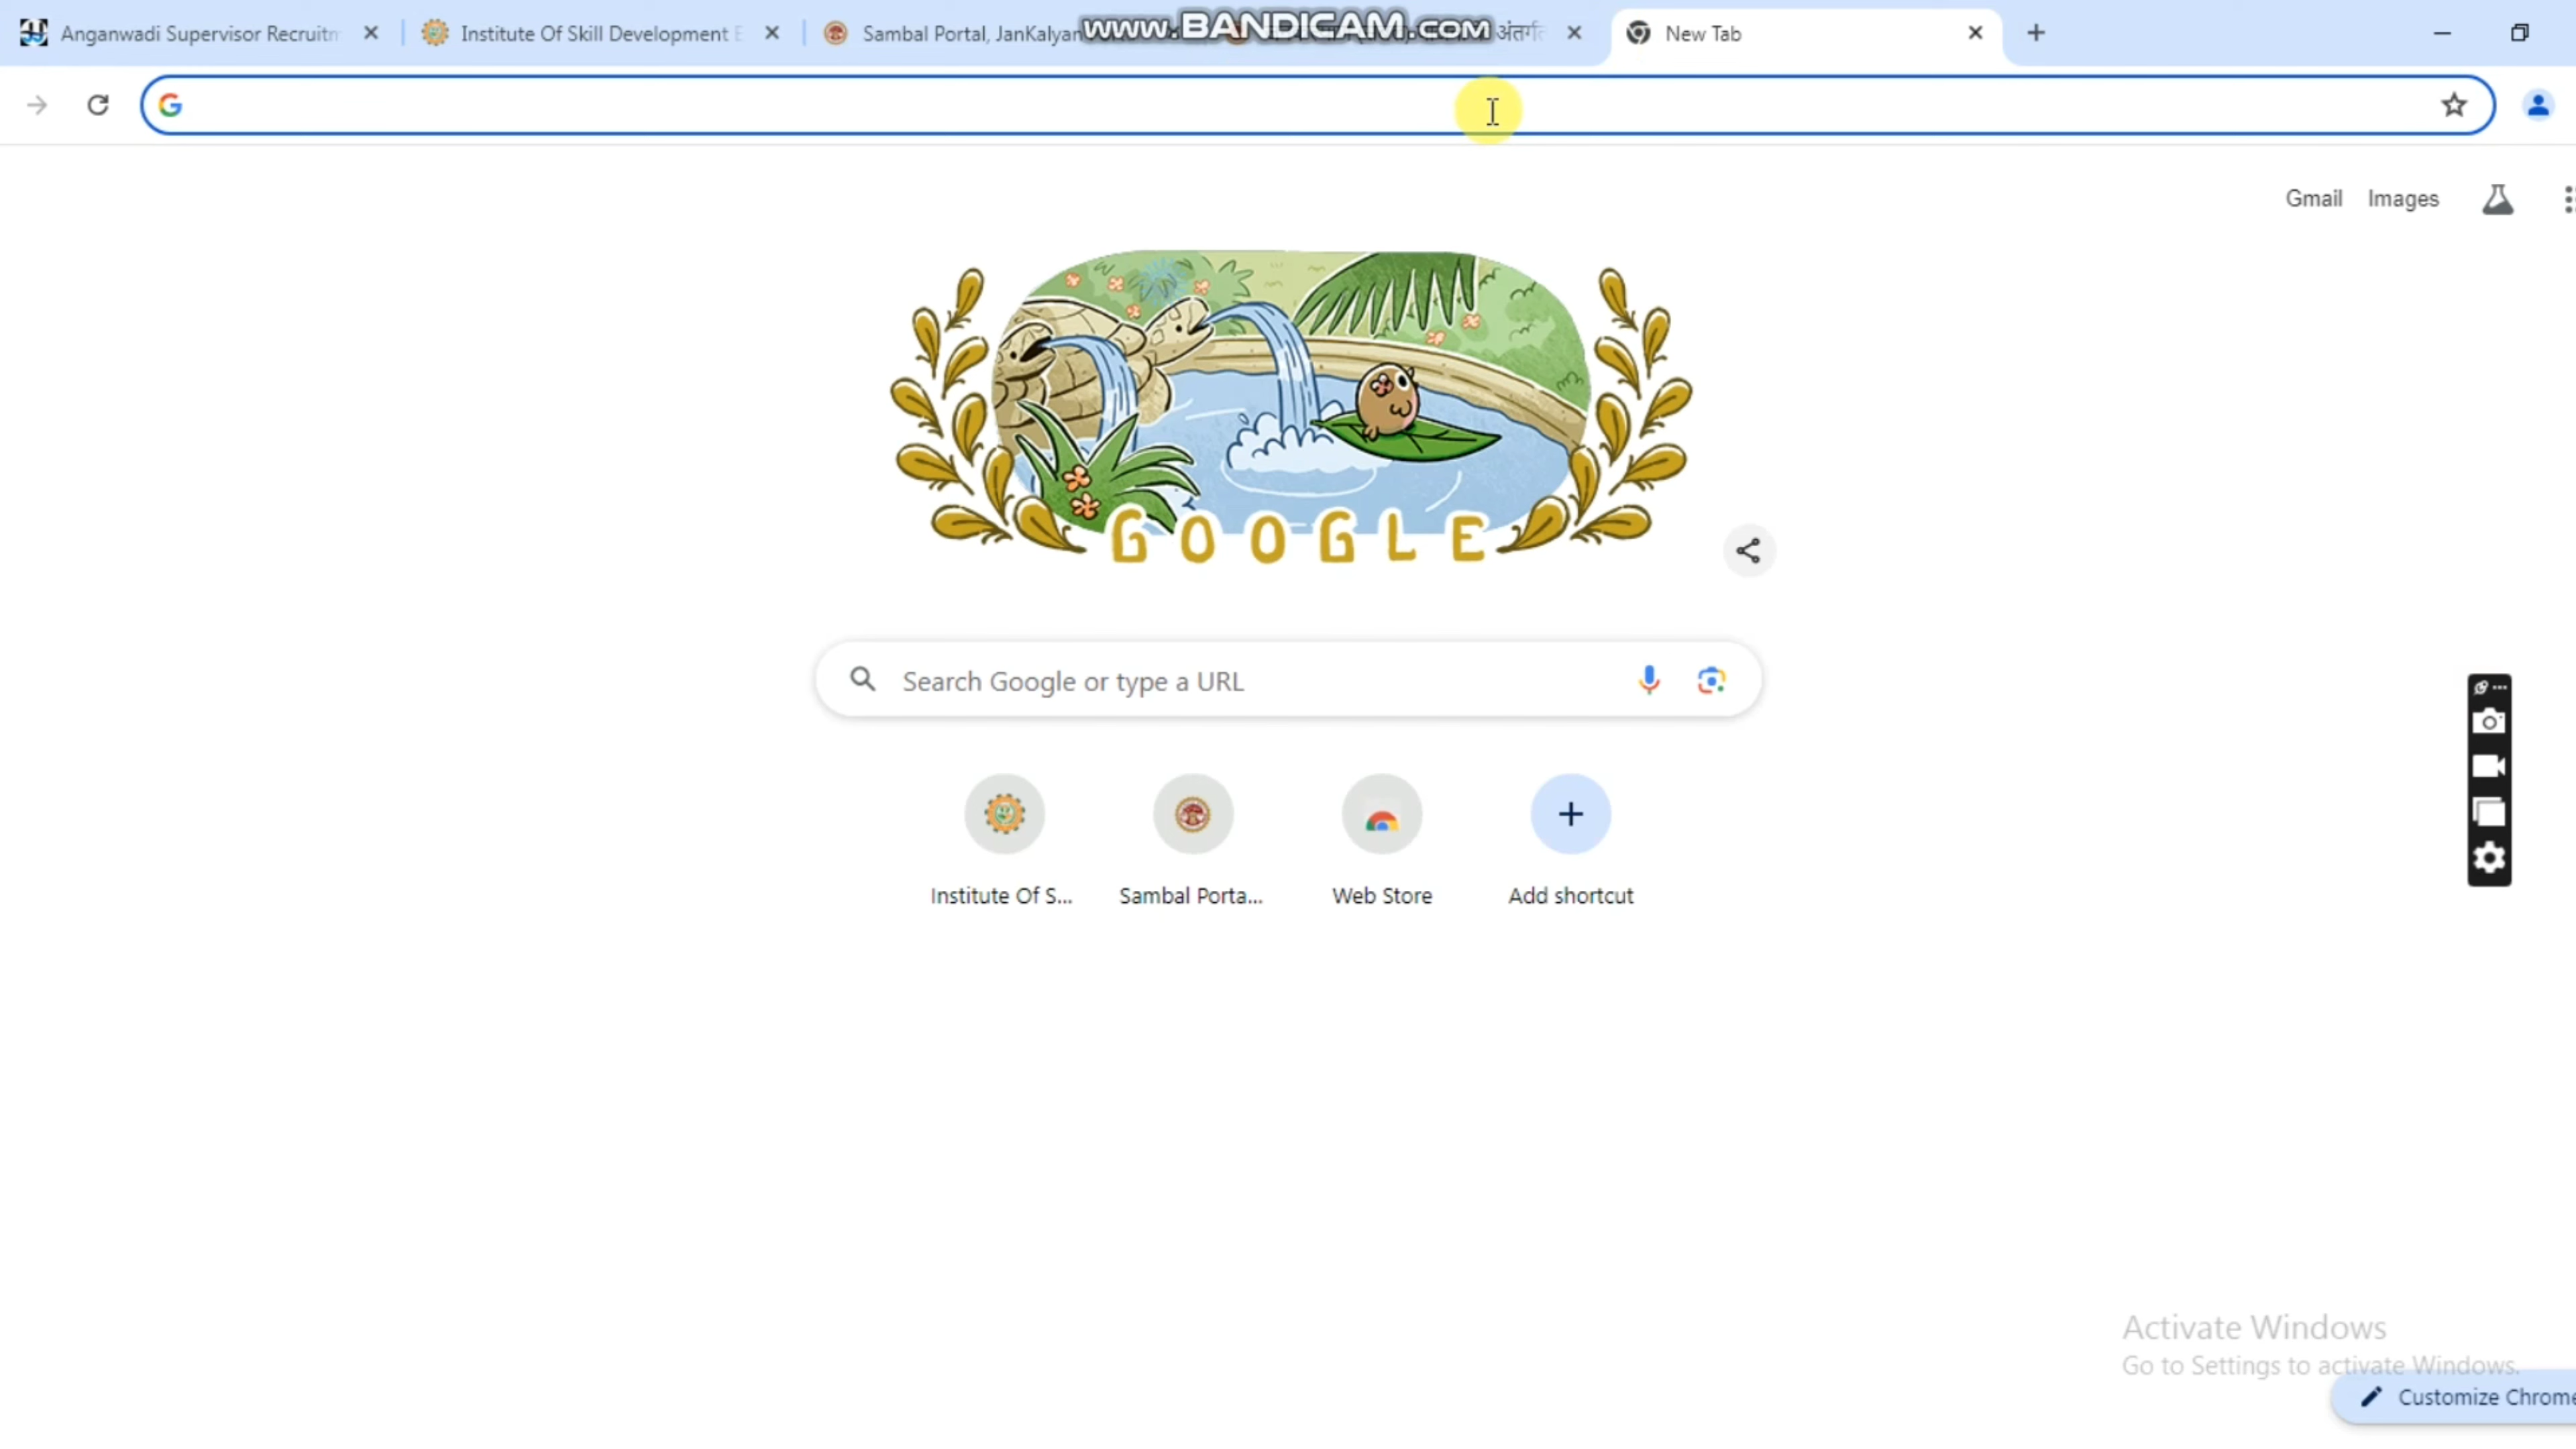 Anganwadi Supervisor Recruitm
Institute Of Skill Development E
Sambal Portal, JanKalyan
www.BANDICAM.com
अंतर्गत
New Tab
Gmail
Images
GOOGLE
Search Google or type a URL
Institute Of S...
Sambal Porta...
Web Store
Add shortcut
Activate Windows
Go to Settings to activate Windows.
Customize Chrome